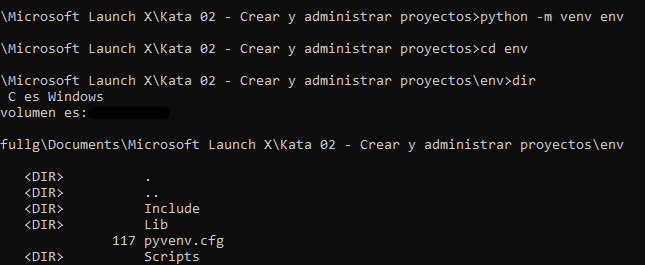 \Microsoft Launch X\Kata 02 - Crear y administrar proyectos>python -m venv env
\Microsoft Launch X\Kata 02 - Crear y administrar proyectos>cd env
\Microsoft Launch X\Kata 02 - Crear y administrar proyectos\env>dir
C es Windows
volumen es:
fullg\Documents\Microsoft Launch X\Kata 02 - Crear y administrar proyectos\env
<DIR> .
<DIR> ..
<DIR> Include
<DIR> Lib
117 pyvenv.cfg
<DIR> Scripts